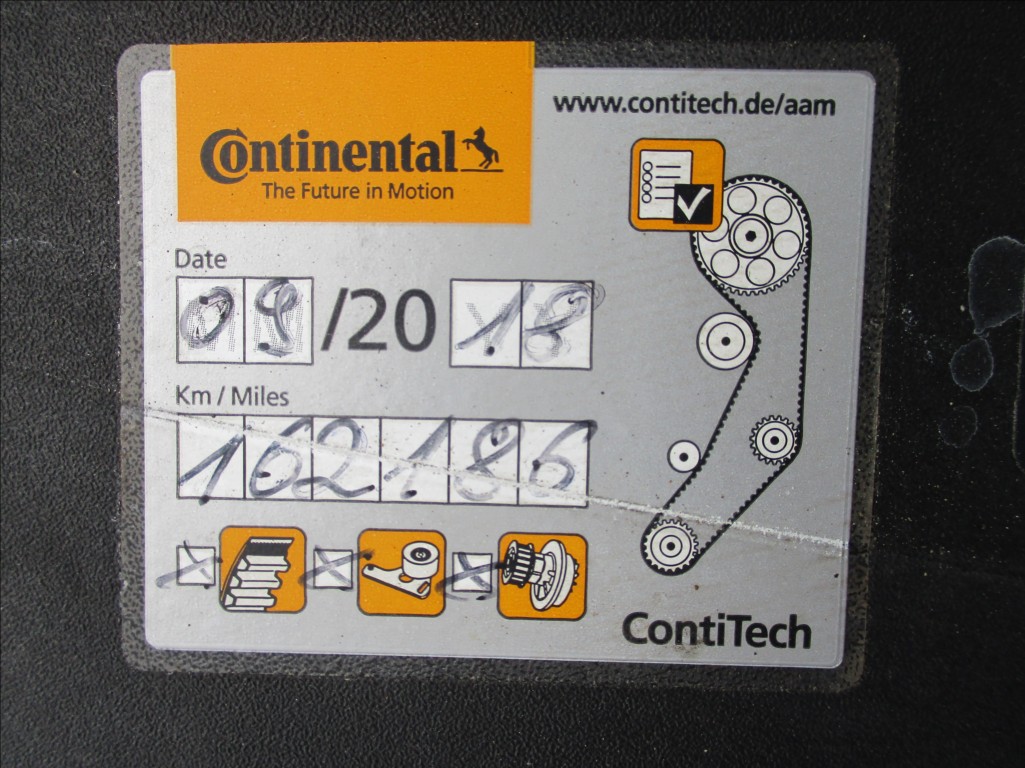 Continental
The Future in Motion
www.contitech.de/aam
Date
09/2018
Km / Miles
162186
X X X
ContiTech